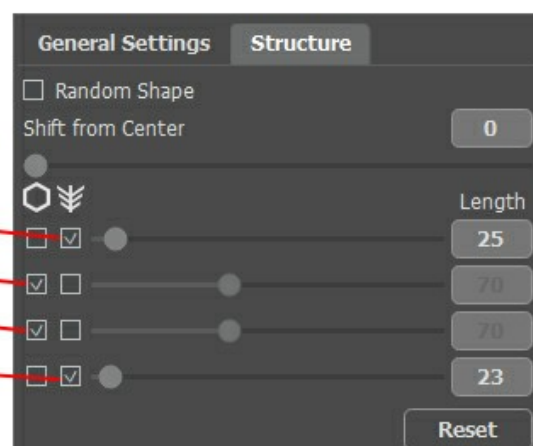 General Settings Structure
Random Shape
Shift from Center 0
Length
25
70
70
23
Reset